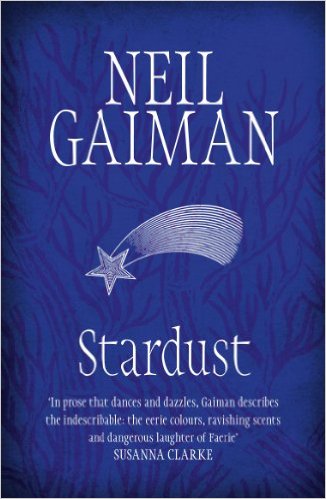 NEIL
GAIMAN
Stardust
‘In prose that dances and dazzles, Gaiman describes
the indescribable: the eerie colours, ravishing scents
and dangerous laughter of Faerie’
SUSANNA CLARKE